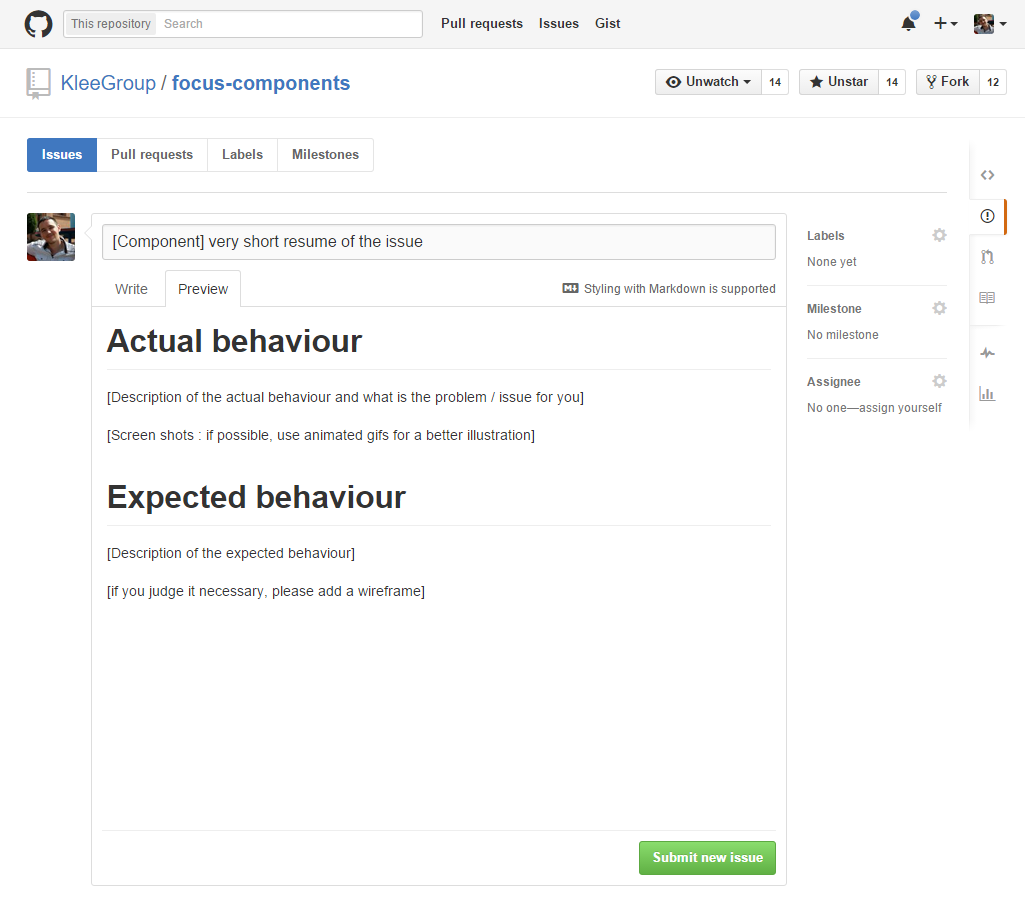 This repository Search Pull requests Issues Gist
KleeGroup / focus-components Unwatch 14 Unstar 14 Fork 12
Issues Pull requests Labels Milestones
[Component] very short resume of the issue
Write Preview Styling with Markdown is supported
Actual behaviour
[Description of the actual behaviour and what is the problem / issue for you]
[Screen shots : if possible, use animated gifs for a better illustration]
Expected behaviour
[Description of the expected behaviour]
[if you judge it necessary, please add a wireframe]
Submit new issue
Labels
None yet
Milestone
No milestone
Assignee
No one—assign yourself